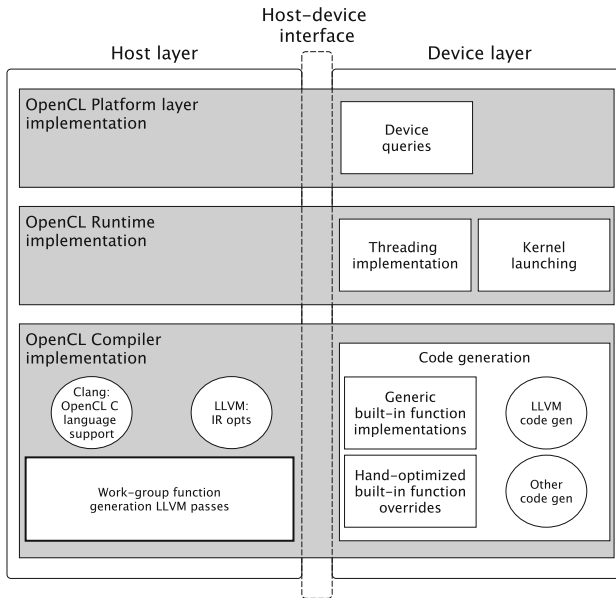 Host-device
interface
Host layer
Device layer
OpenCL Platform layer
implementation
Device
queries
OpenCL Runtime
implementation
Threading
implementation
Kernel
launching
OpenCL Compiler
implementation
Clang:
OpenCL C
language
support
LLVM:
IR opts
Work-group function
generation LLVM passes
Code generation
Generic
built-in function
implementations
LLVM
code gen
Hand-optimized
built-in function
overrides
Other
code gen